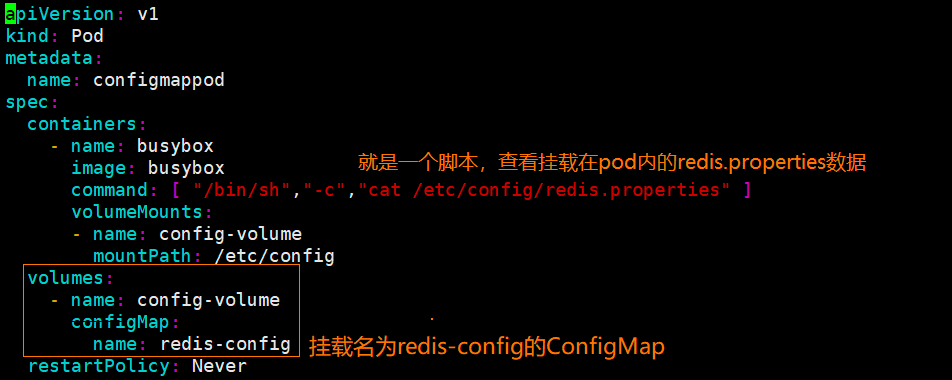 apiVersion: v1
kind: Pod
metadata:
  name: configmappod
spec:
  containers:
    - name: busybox
      image: busybox
就是一个脚本，查看挂载在pod内的redis.properties数据
      command: [ "/bin/sh","-c","cat /etc/config/redis.properties" ]
      volumeMounts:
      - name: config-volume
        mountPath: /etc/config
  volumes:
    - name: config-volume
      configMap:
        name: redis-config
挂载名为redis-config的ConfigMap
  restartPolicy: Never